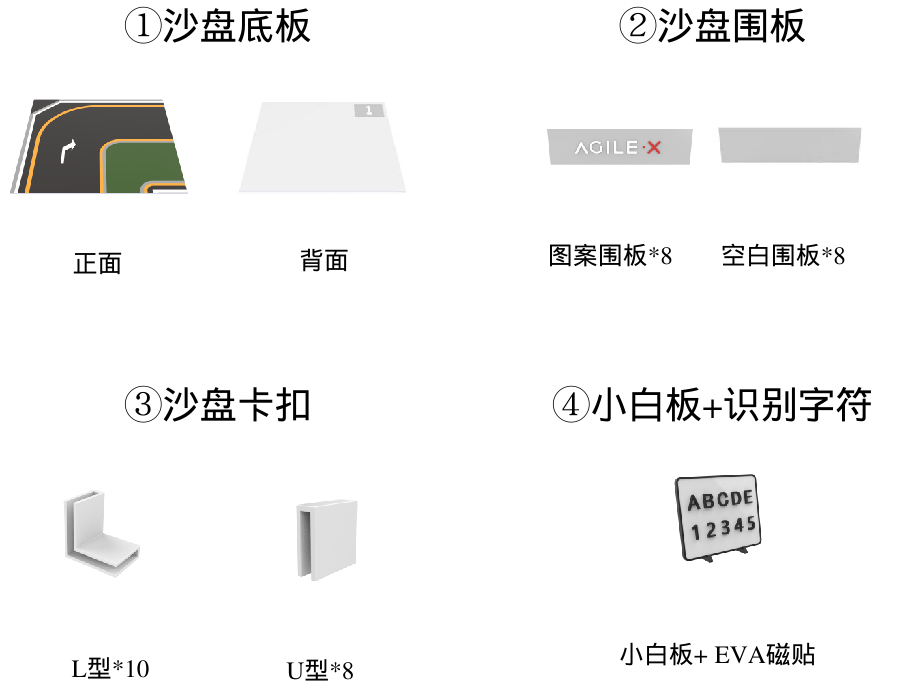 ①沙盘底板
②沙盘围板
1
AGILE·X
正面
背面
图案围板*8
空白围板*8
③沙盘卡扣
④小白板+识别字符
ABCDE
12345
L型*10
U型*8
小白板+ EVA磁贴